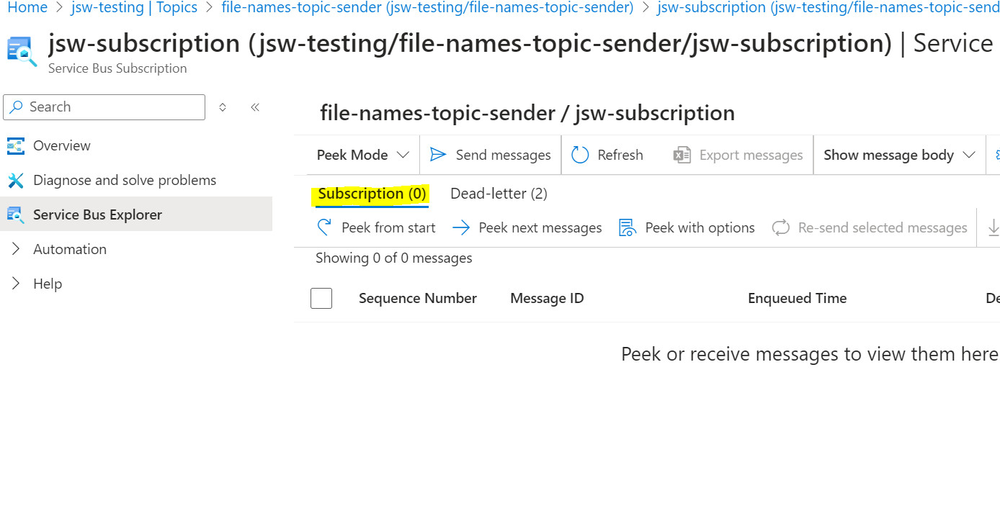 Home > jsw-testing | Topics > file-names-topic-sender (jsw-testing/file-names-topic-sender) > jsw-subscription (jsw-testing/file-names-topic-send
jsw-subscription (jsw-testing/file-names-topic-sender/jsw-subscription) | Service
Service Bus Subscription
Search
Overview
Diagnose and solve problems
Service Bus Explorer
Automation
Help
file-names-topic-sender / jsw-subscription
Peek Mode Send messages Refresh Export messages Show message body
Subscription (0) Dead-letter (2)
Peek from start Peek next messages Peek with options Re-send selected messages
Showing 0 of 0 messages
Sequence Number Message ID Enqueued Time De
Peek or receive messages to view them here